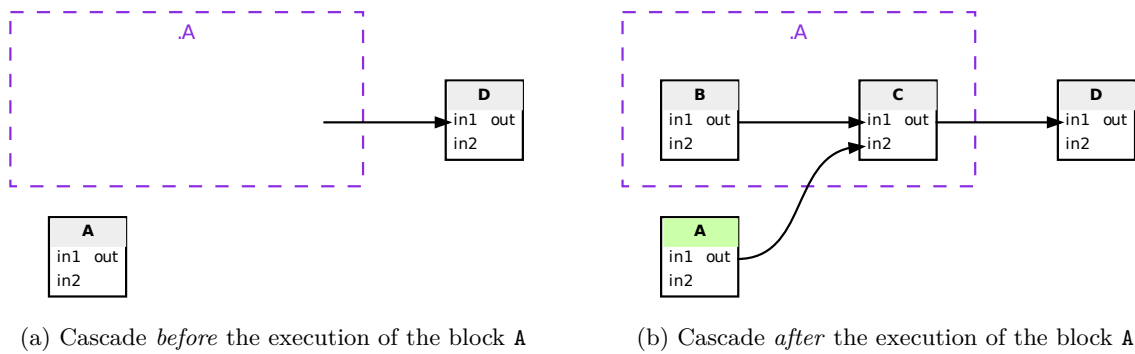 .A
D
in1 out
in2
A
in1 out
in2
(a) Cascade before the execution of the block A
.A
B
in1 out
in2
C
in1 out
in2
D
in1 out
in2
A
in1 out
in2
(b) Cascade after the execution of the block A